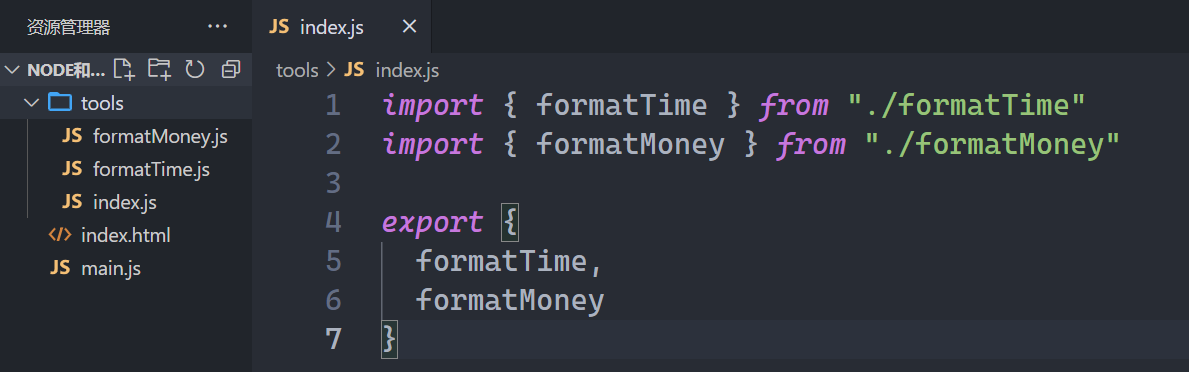 资源管理器 ...
JS index.js ×
NODE和...
tools > JS index.js
tools
JS formatMoney.js
JS formatTime.js
JS index.js
</> index.html
JS main.js
1 import { formatTime } from "./formatTime"
2 import { formatMoney } from "./formatMoney"
3
4 export {
5 formatTime,
6 formatMoney
7 }